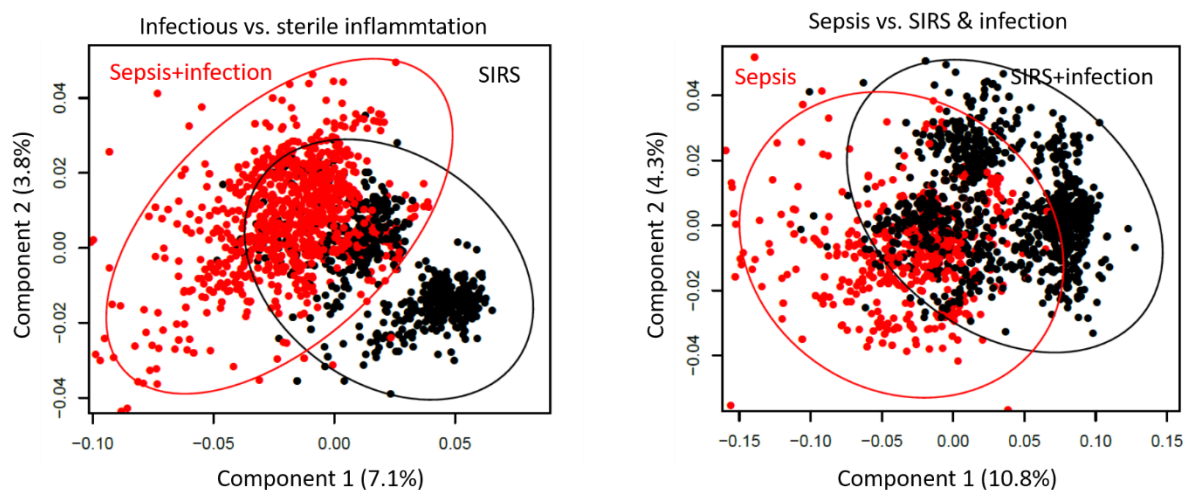 Infectious vs. sterile inflammtation
Sepsis+infection
SIRS
0.04
0.02
0.00
−0.02
−0.04
Component 2 (3.8%)
−0.10
−0.05
0.00
0.05
Component 1 (7.1%)
Sepsis vs. SIRS & infection
Sepsis
SIRS+infection
0.04
0.02
0.00
−0.02
−0.04
Component 2 (4.3%)
−0.15
−0.10
−0.05
0.00
0.05
0.10
0.15
Component 1 (10.8%)